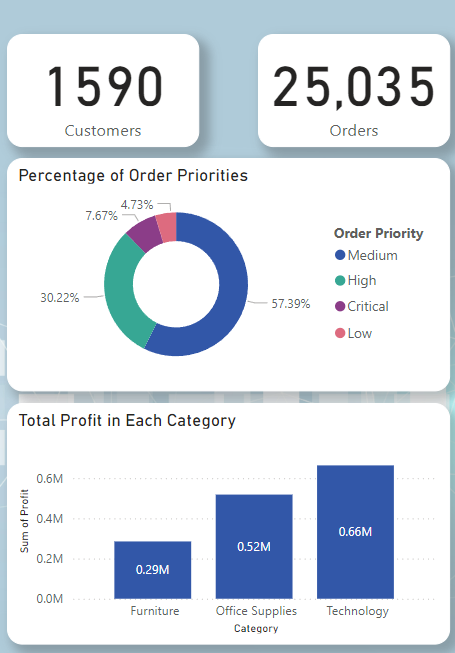 1590
Customers
25,035
Orders
Percentage of Order Priorities
4.73%
7.67%
30.22%
57.39%
Order Priority
Medium
High
Critical
Low
Total Profit in Each Category
Sum of Profit
0.6M
0.4M
0.2M
0.0M
0.29M
0.52M
0.66M
Furniture
Office Supplies
Technology
Category